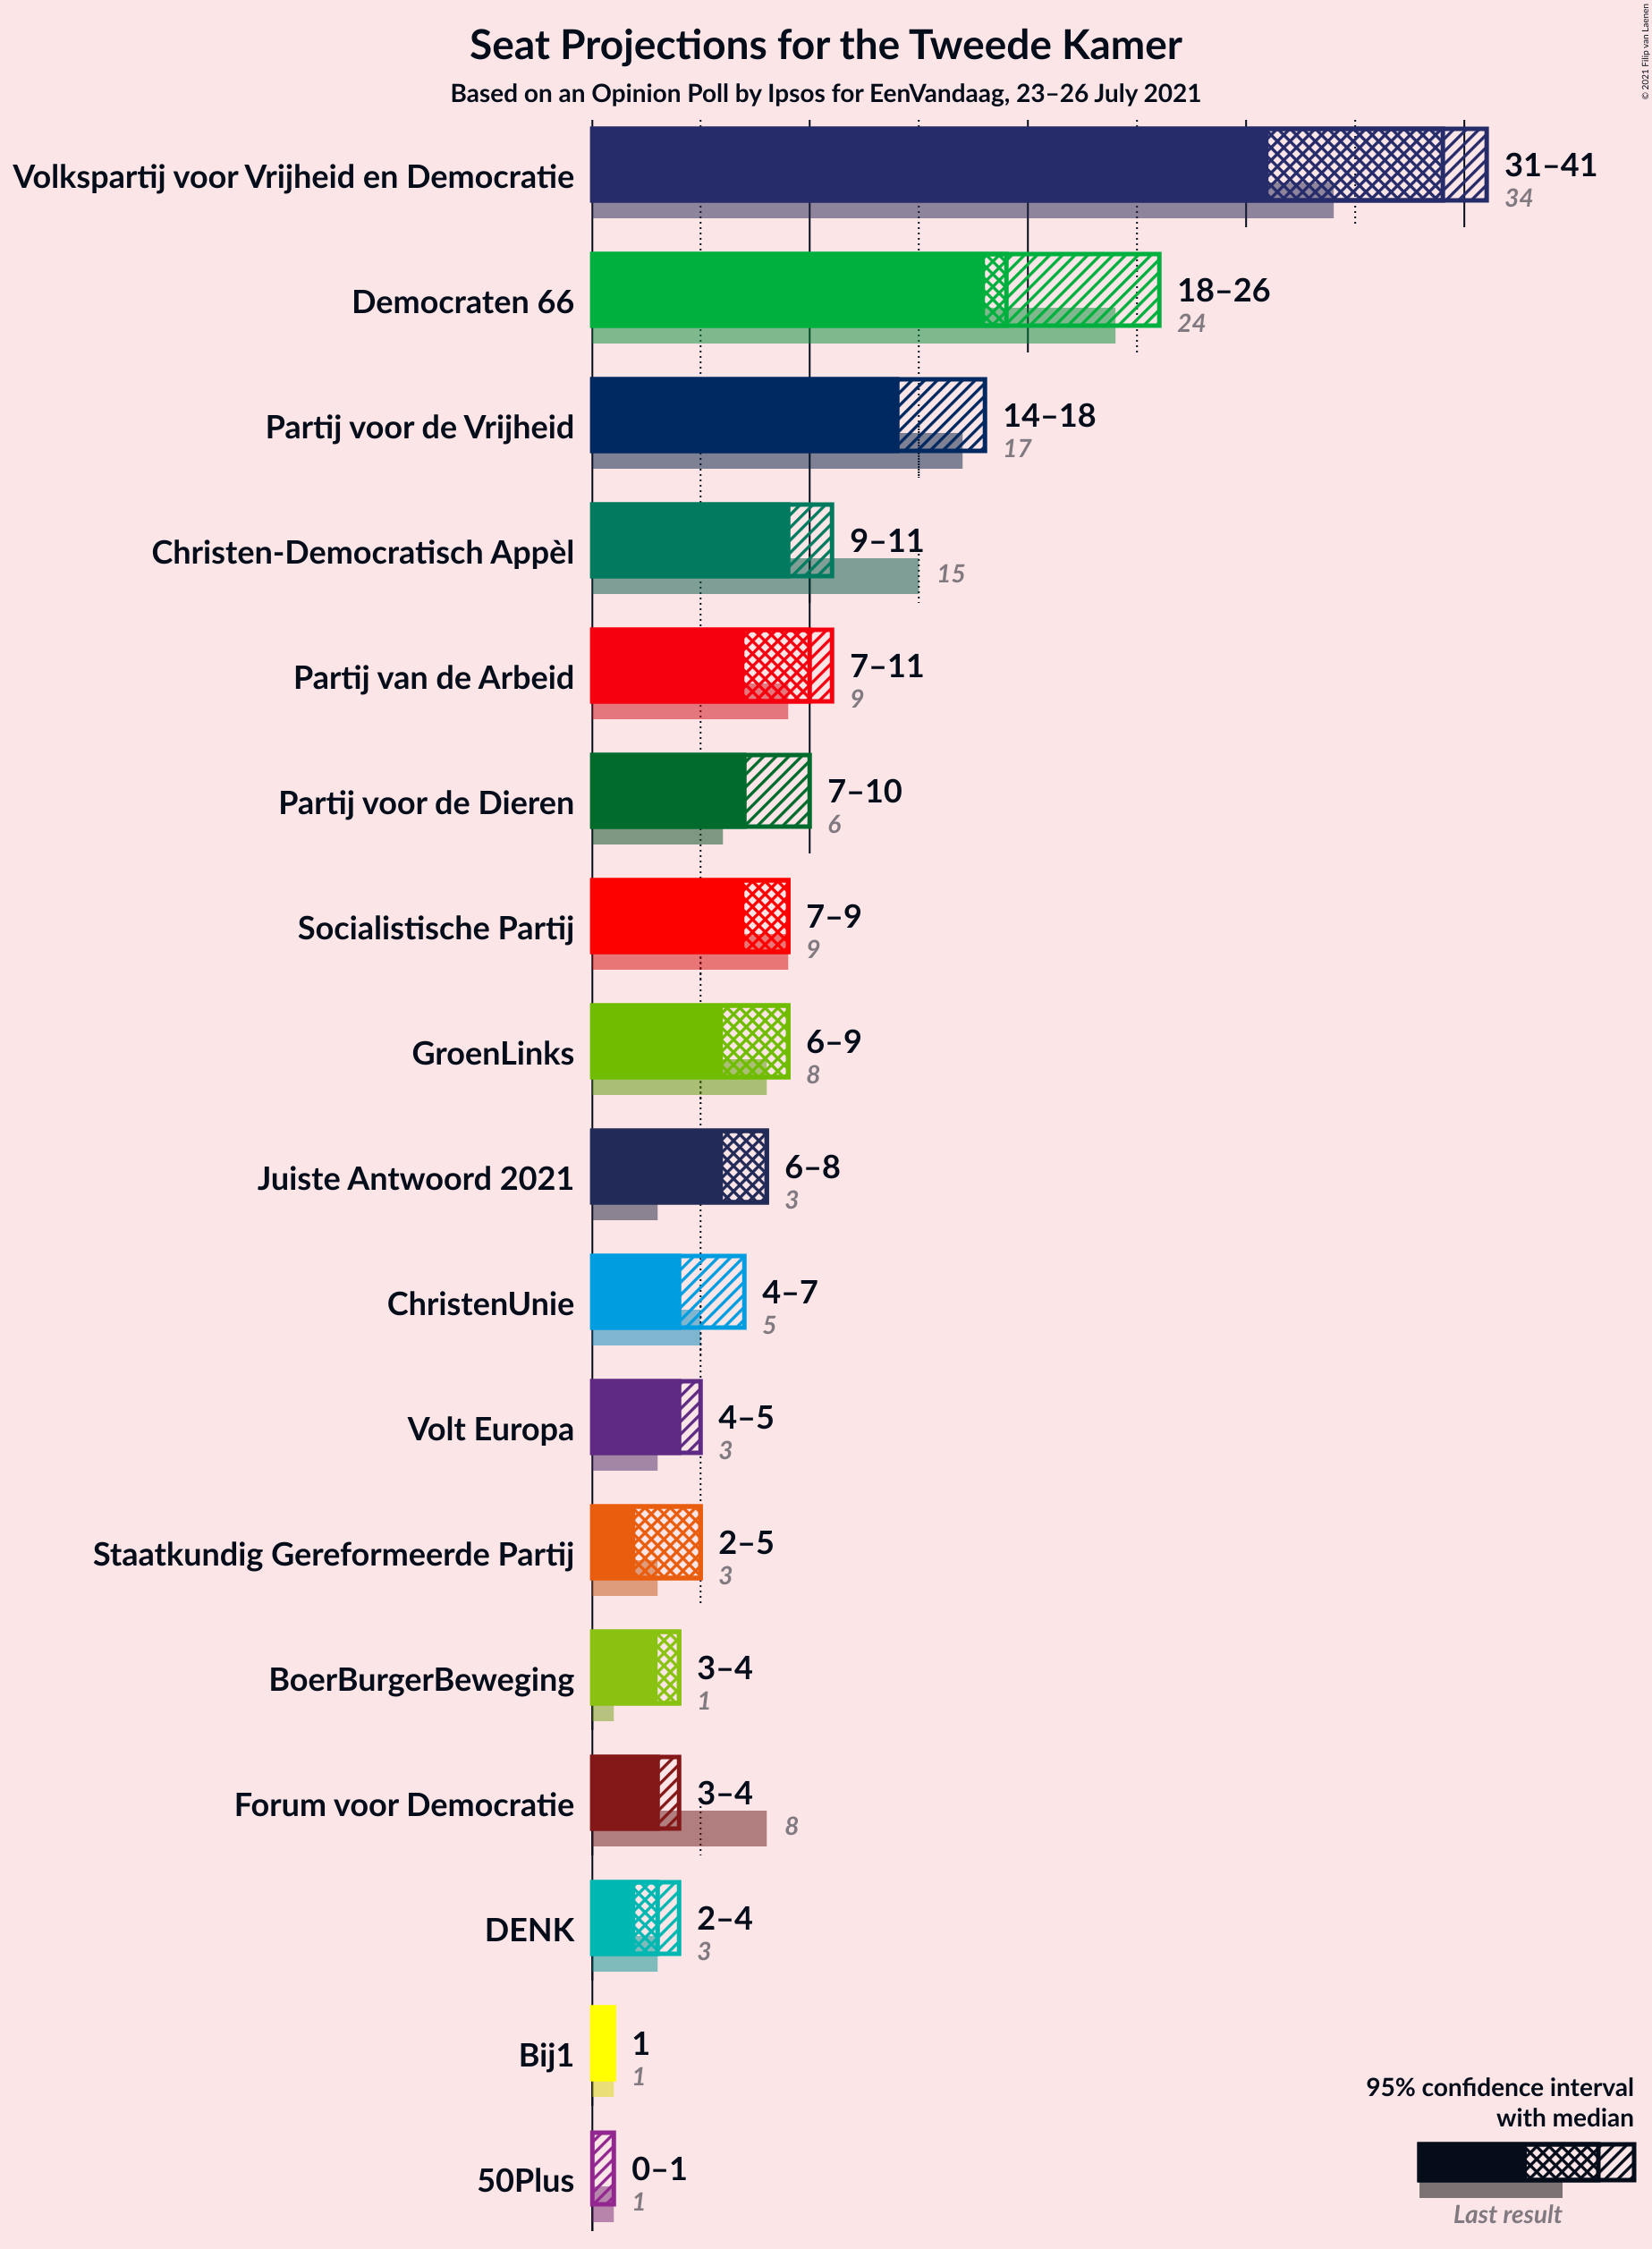 Seat Projections for the Tweede Kamer
Based on an Opinion Poll by Ipsos for EenVandaag, 23–26 July 2021
© 2021 Filip van Laenen
Volkspartij voor Vrijheid en Democratie
31–41
34
Democraten 66
18–26
24
Partij voor de Vrijheid
14–18
17
Christen-Democratisch Appèl
9–11
15
Partij van de Arbeid
7–11
9
Partij voor de Dieren
7–10
6
Socialistische Partij
7–9
9
GroenLinks
6–9
8
Juiste Antwoord 2021
6–8
3
ChristenUnie
4–7
5
Volt Europa
4–5
3
Staatkundig Gereformeerde Partij
2–5
3
BoerBurgerBeweging
3–4
1
Forum voor Democratie
3–4
8
DENK
2–4
3
Bij1
1
1
50Plus
0–1
1
95% confidence interval
with median
Last result